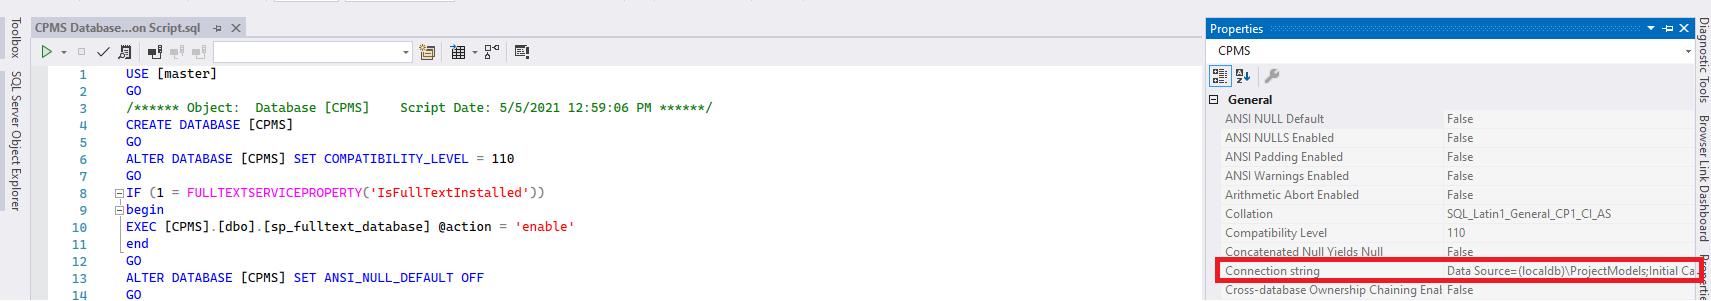 Toolbox
SQL Server Object Explorer
CPMS Database...on Script.sql
1 USE [master]
2 GO
3 /****** Object:  Database [CPMS]    Script Date: 5/5/2021 12:59:06 PM ******/
4 CREATE DATABASE [CPMS]
5 GO
6 ALTER DATABASE [CPMS] SET COMPATIBILITY_LEVEL = 110
7 GO
8 IF (1 = FULLTEXTSERVICEPROPERTY('IsFullTextInstalled'))
9 begin
10 EXEC [CPMS].[dbo].[sp_fulltext_database] @action = 'enable'
11 end
12 GO
13 ALTER DATABASE [CPMS] SET ANSI_NULL_DEFAULT OFF
14 GO
Properties
CPMS
General
ANSI NULL Default False
ANSI NULLS Enabled False
ANSI Padding Enabled False
ANSI Warnings Enabled False
Arithmetic Abort Enabled False
Collation SQL_Latin1_General_CP1_CI_AS
Compatibility Level 110
Concatenated Null Yields Null False
Connection string Data Source=(localdb)\ProjectModels;Initial Ca
Cross-database Ownership Chaining Enal False
Diagnostic Tools
Browser Link Dashboard
Properti